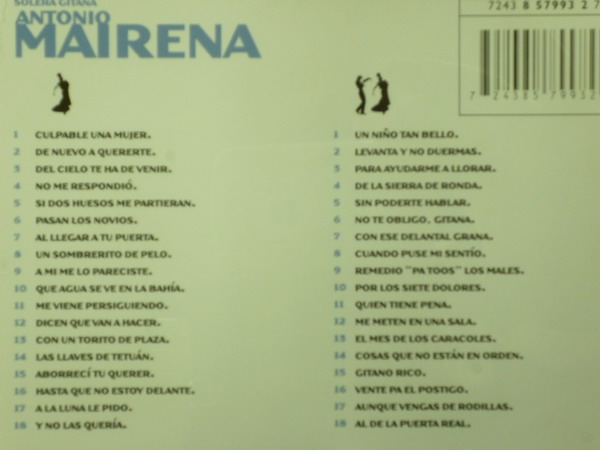 SOLERA GITANA
ANTONIO
MAIRENA
7243 8 57993 2 7
7 24385 79932
1 CULPABLE UNA MUJER.
2 DE NUEVO A QUERERTE.
3 DEL CIELO TE HA DE VENIR.
4 NO ME RESPONDIÓ.
5 SI DOS HUESOS ME PARTIERAN.
6 PASAN LOS NOVIOS.
7 AL LLEGAR A TU PUERTA.
8 UN SOMBRERITO DE PELO.
9 A MI ME LO PARECISTE.
10 QUE AGUA SE VE EN LA BAHÍA.
11 ME VIENE PERSIGUIENDO.
12 DICEN QUE VAN A HACER.
13 CON UN TORITO DE PLAZA.
14 LAS LLAVES DE TETUÁN.
15 ABORRECÍ TU QUERER.
16 HASTA QUE NO ESTOY DELANTE.
17 A LA LUNA LE PIDO.
18 Y NO LAS QUERÍA.
1 UN NIÑO TAN BELLO.
2 LEVANTA Y NO DUERMAS.
3 PARA AYUDARME A LLORAR.
4 DE LA SIERRA DE RONDA.
5 SIN PODERTE HABLAR.
6 NO TE OBLIGO, GITANA.
7 CON ESE DELANTAL GRANA.
8 CUANDO PUSE MI SENTÍO.
9 REMEDIO "PA TOOS" LOS MALES.
10 POR LOS SIETE DOLORES.
11 QUIEN TIENE PENA.
12 ME METEN EN UNA SALA.
13 EL MES DE LOS CARACOLES.
14 COSAS QUE NO ESTÁN EN ORDEN.
15 GITANO RICO.
16 VENTE PA EL POSTIGO.
17 AUNQUE VENGAS DE RODILLAS.
18 AL DE LA PUERTA REAL.